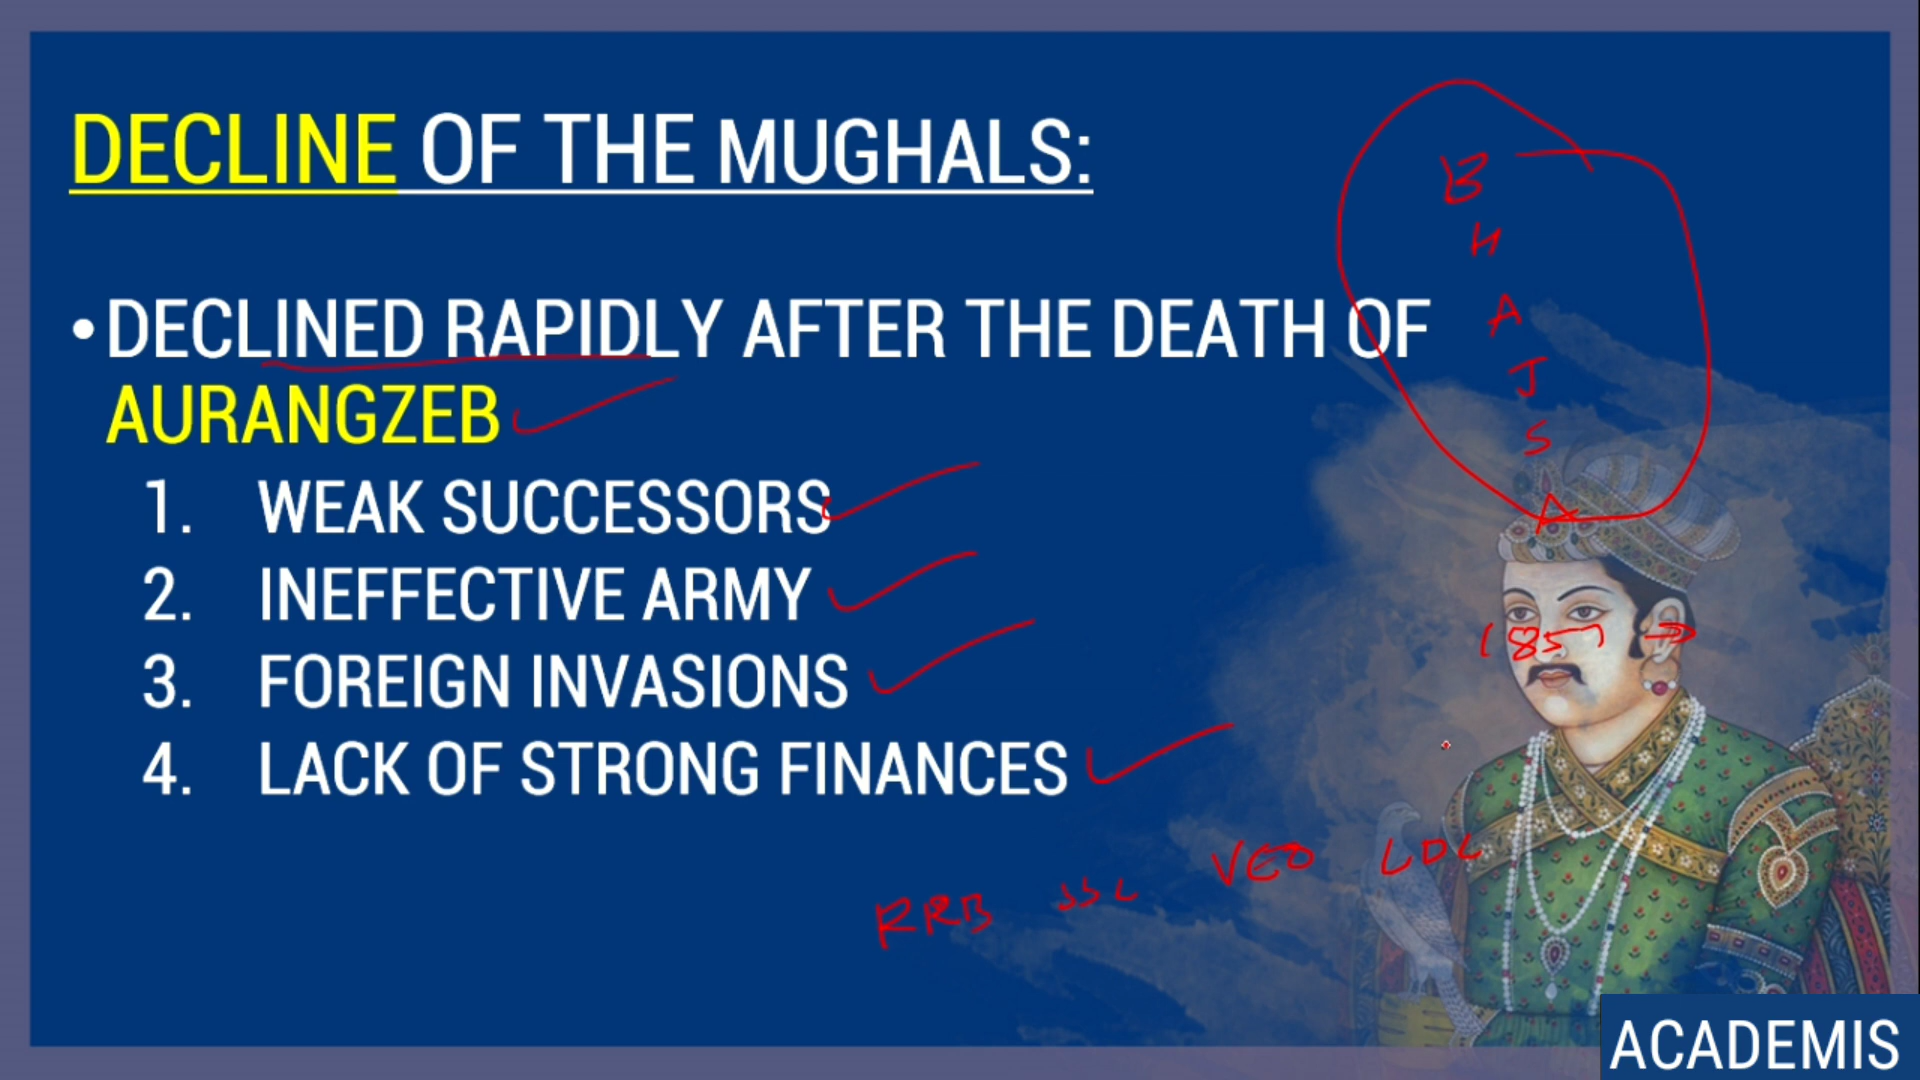 DECLINE OF THE MUGHALS:
B
H
•DECLINED RAPIDLY AFTER THE DEATH OF
A
J
AURANGZEB
S
1. WEAK SUCCESSORS
A
2. INEFFECTIVE ARMY
1857 →
3. FOREIGN INVASIONS
4. LACK OF STRONG FINANCES
RRB SSC VEO LDC
ACADEMIS